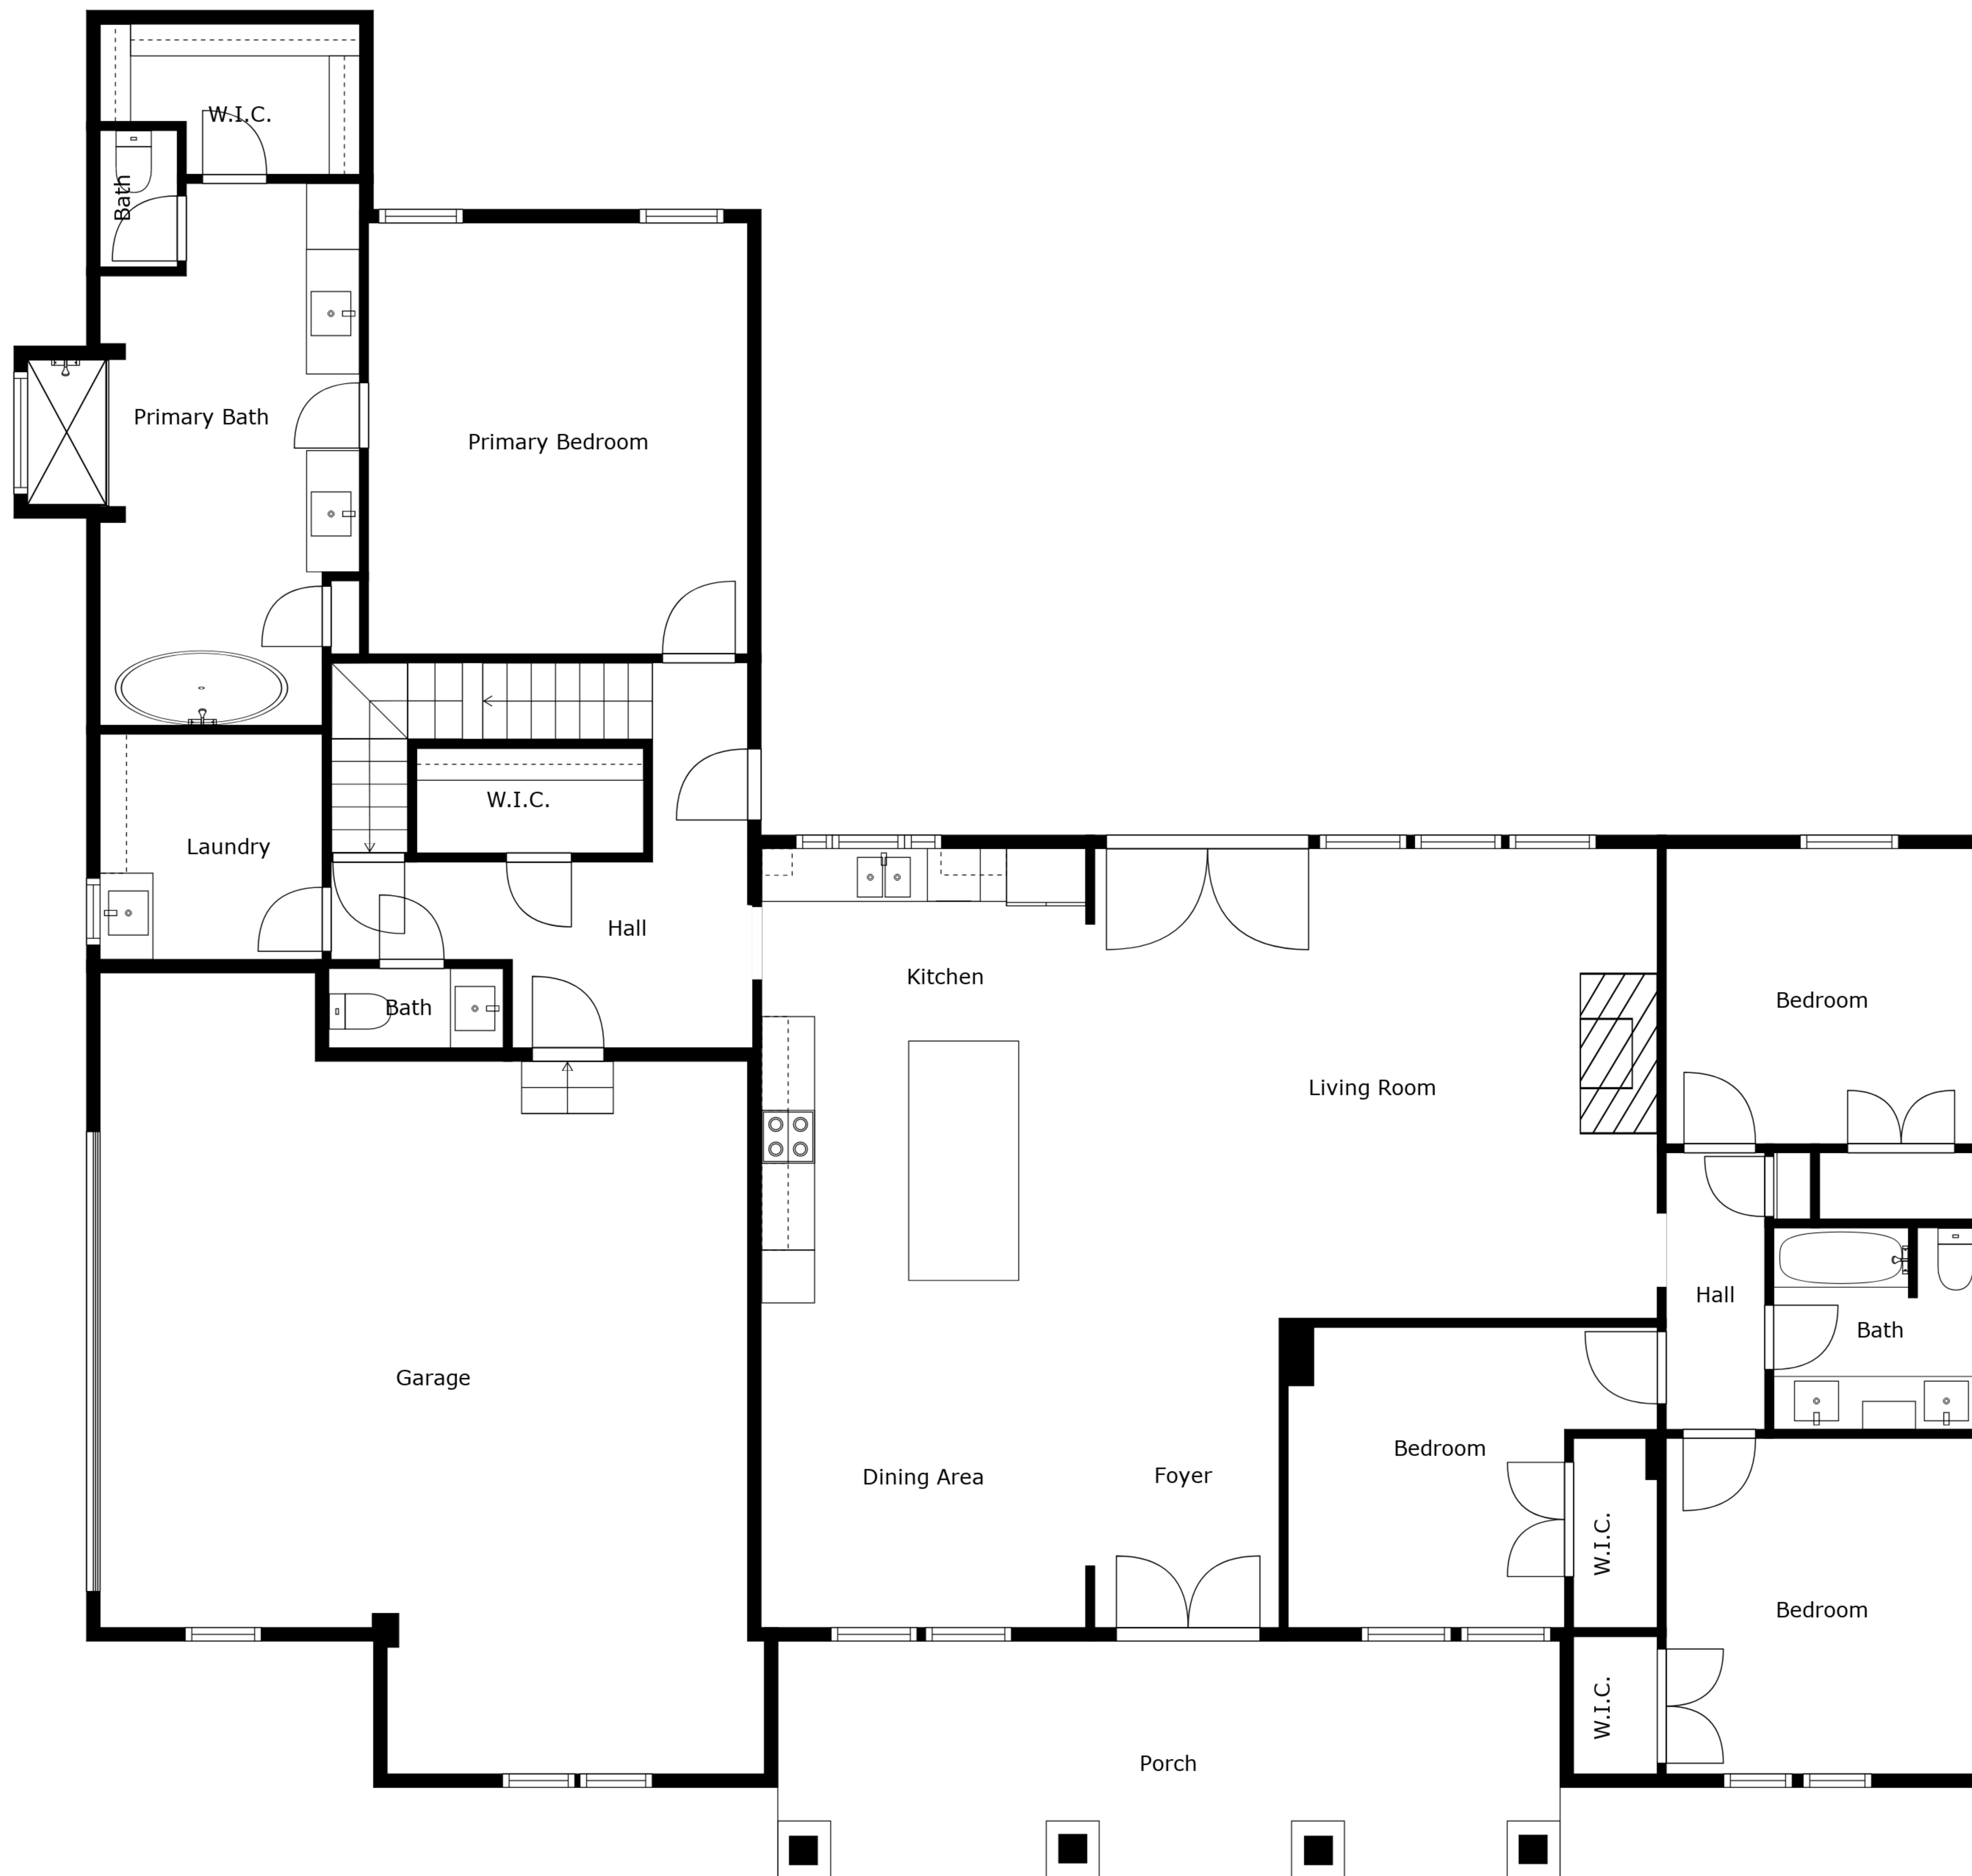 W.I.C.
Bath
Primary Bath
Primary Bedroom
W.I.C.
Laundry
Hall
Kitchen
Bath
Living Room
Bedroom
Hall
Bath
Garage
Dining Area
Foyer
Bedroom
W.I.C.
Bedroom
W.I.C.
Porch